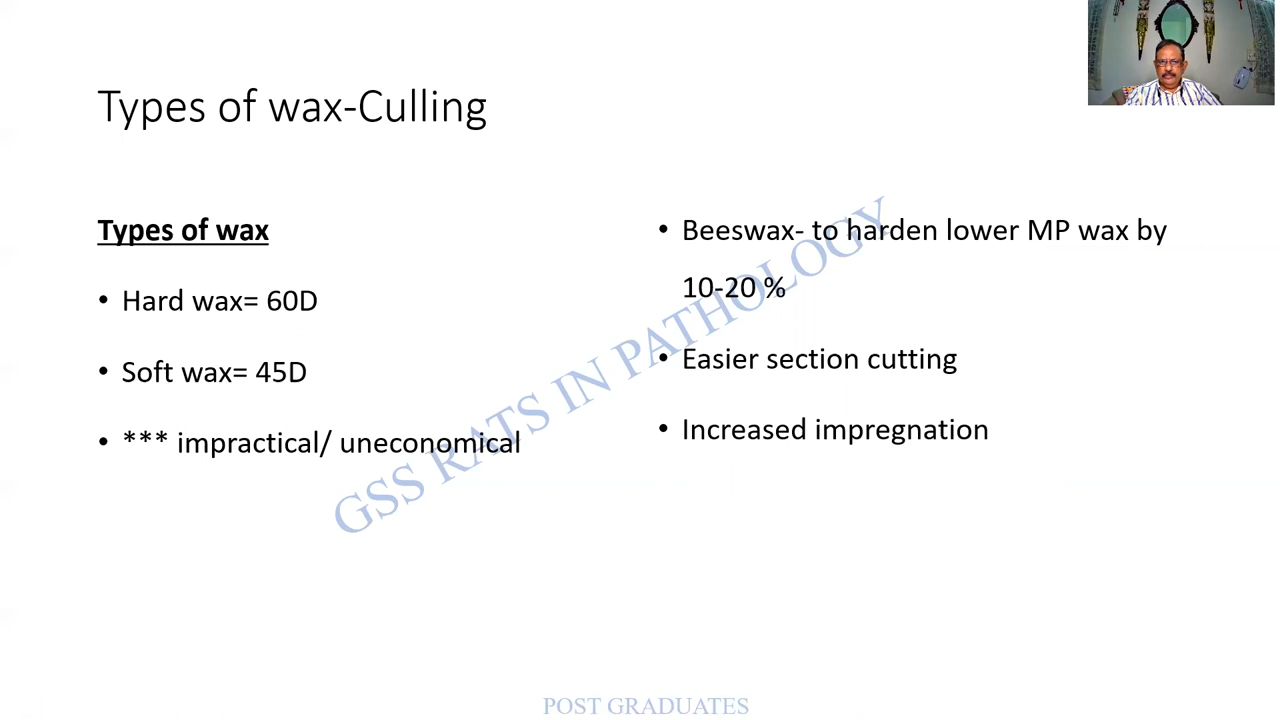 Types of wax-Culling
Types of wax
• Hard wax= 60D
• Soft wax= 45D
• *** impractical/ uneconomical
• Beeswax- to harden lower MP wax by
10-20 %
• Easier section cutting
• Increased impregnation
GSS RATS IN PATHOLOGY
POST GRADUATES